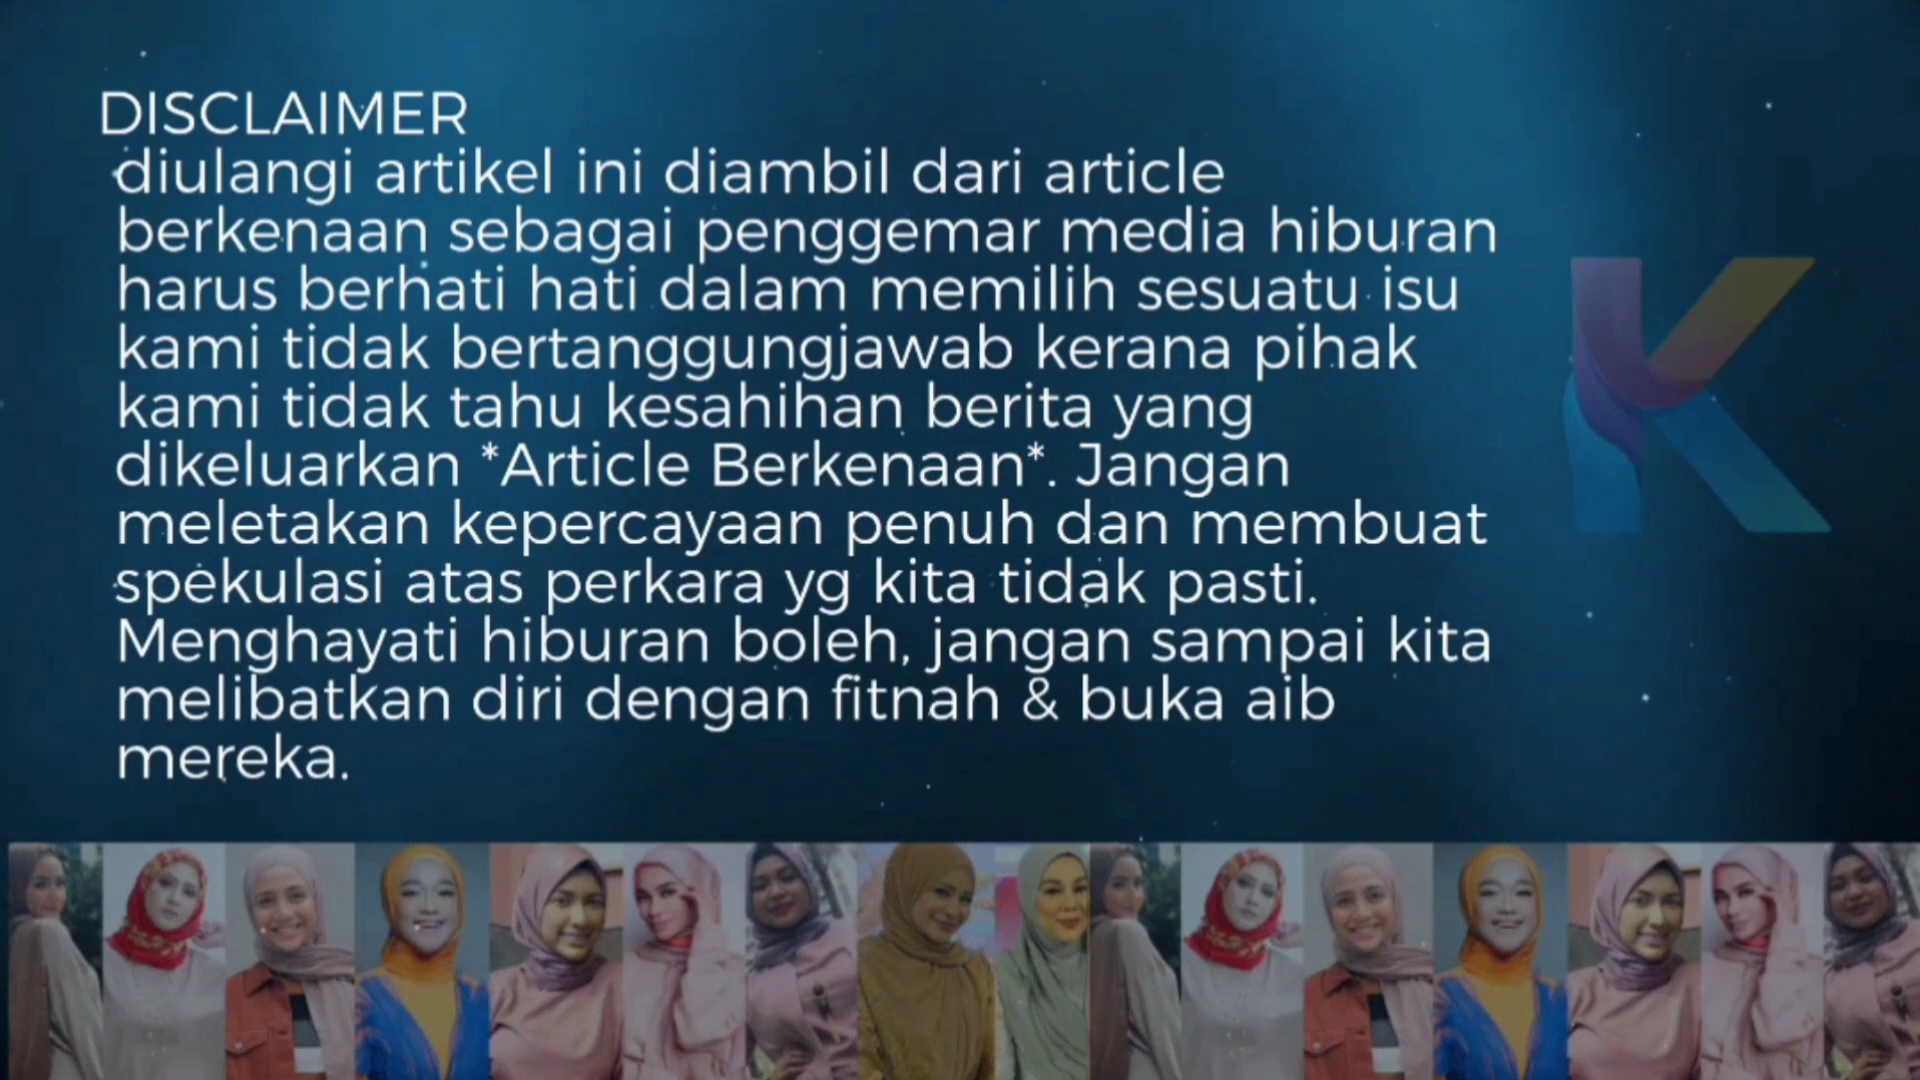 DISCLAIMER
diulangi artikel ini diambil dari article
berkenaan sebagai penggemar media hiburan
harus berhati hati dalam memilih sesuatu isu
kami tidak bertanggungjawab kerana pihak
kami tidak tahu kesahihan berita yang
dikeluarkan *Article Berkenaan*. Jangan
meletakan kepercayaan penuh dan membuat
spekulasi atas perkara yg kita tidak pasti.
Menghayati hiburan boleh, jangan sampai kita
melibatkan diri dengan fitnah & buka aib
mereka.
K